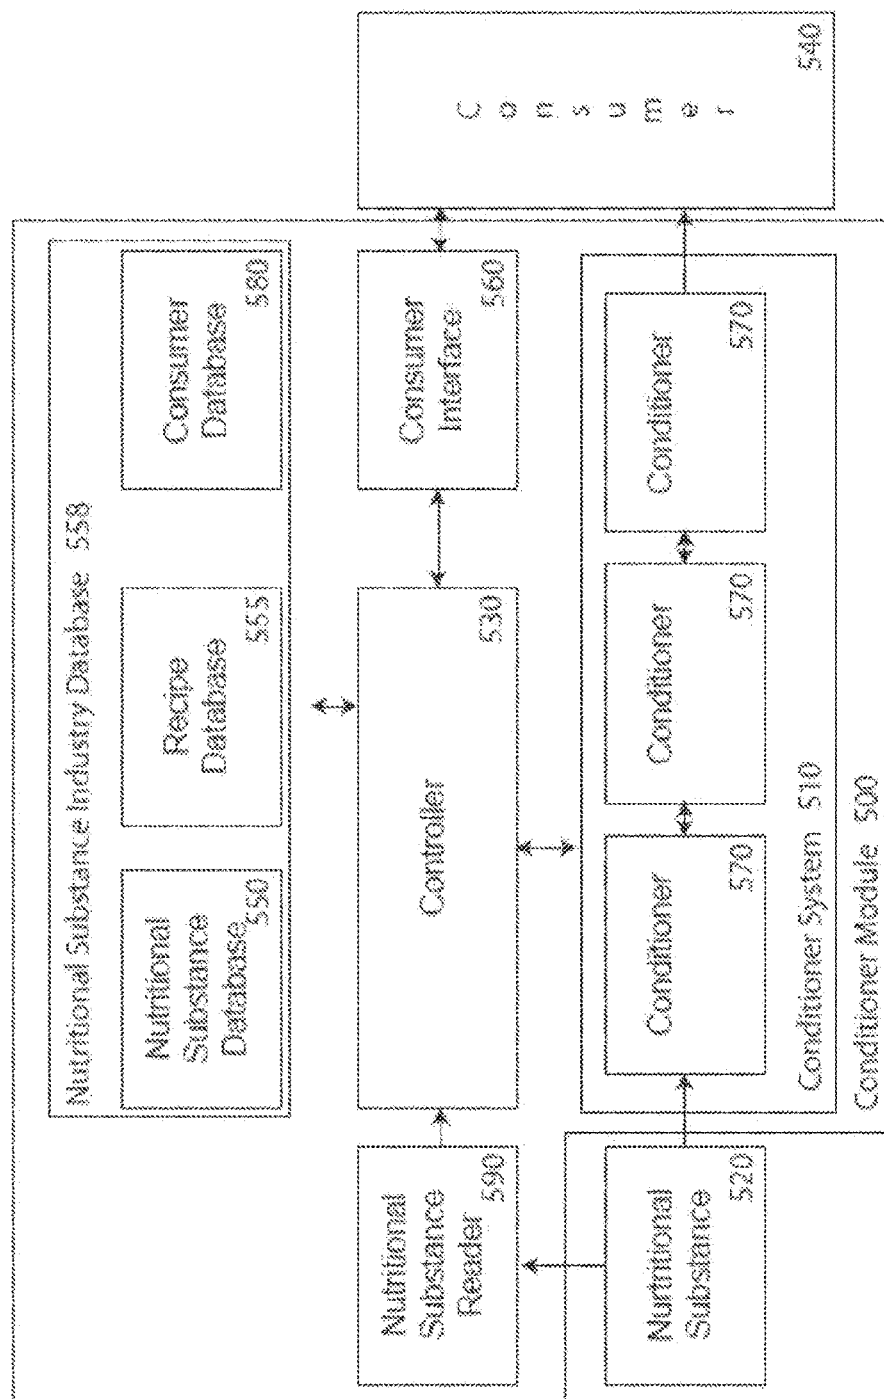 Nutritional Substance Industry Database 558
Nutritional
Substance
Database
550
Recipe
Database
555
Consumer
Database
580
Nutritional
Substance
Reader
590
Controller
530
Consumer
Interface
560
Consumer
540
Nurtritional
Substance
520
Conditioner
570
Conditioner
570
Conditioner
570
Conditioner System 510
Conditioner Module 500